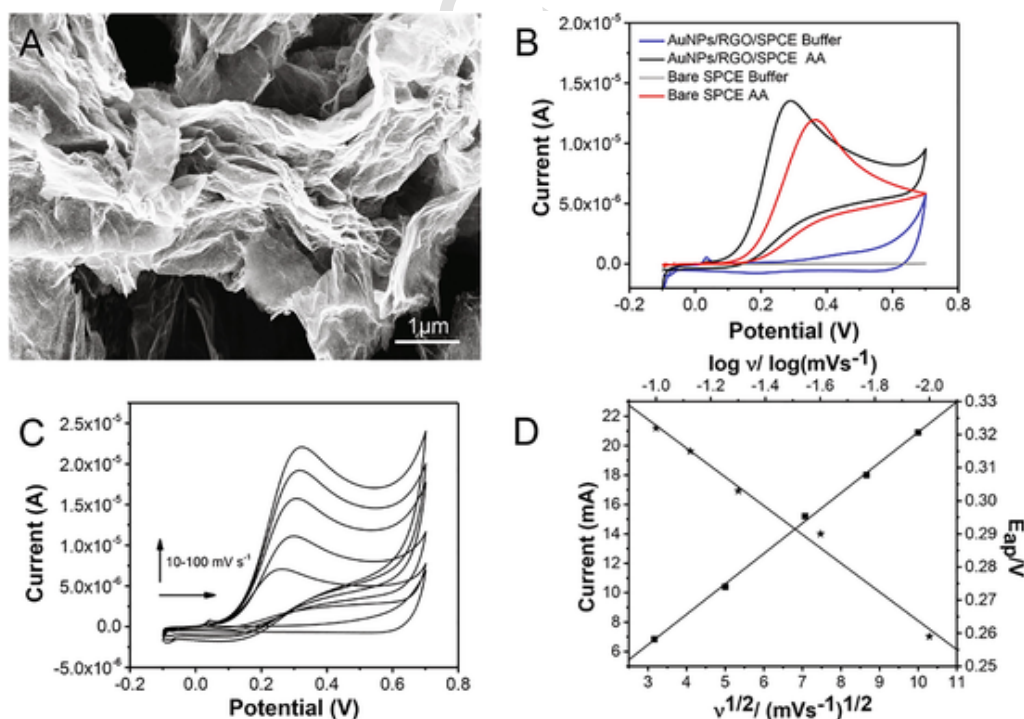 A
1μm
B
2.0x10⁻⁵
1.5x10⁻⁵
1.0x10⁻⁵
5.0x10⁻⁶
0.0
Current (A)
AuNPs/RGO/SPCE Buffer
AuNPs/RGO/SPCE AA
Bare SPCE Buffer
Bare SPCE AA
-0.2 0.0 0.2 0.4 0.6 0.8
Potential (V)
C
2.5x10⁻⁵
2.0x10⁻⁵
1.5x10⁻⁵
1.0x10⁻⁵
5.0x10⁻⁶
0.0
-5.0x10⁻⁶
Current (A)
10-100 mV s⁻¹
-0.2 0.0 0.2 0.4 0.6 0.8
Potential (V)
D
log ν/ log(mVs⁻¹)
-1.0 -1.2 -1.4 -1.6 -1.8 -2.0
22
20
18
16
14
12
10
8
6
Current (mA)
0.33
0.32
0.31
0.30
0.29
0.28
0.27
0.26
0.25
Eap/V
3 4 5 6 7 8 9 10 11
ν¹/²/ (mVs⁻¹)¹/²